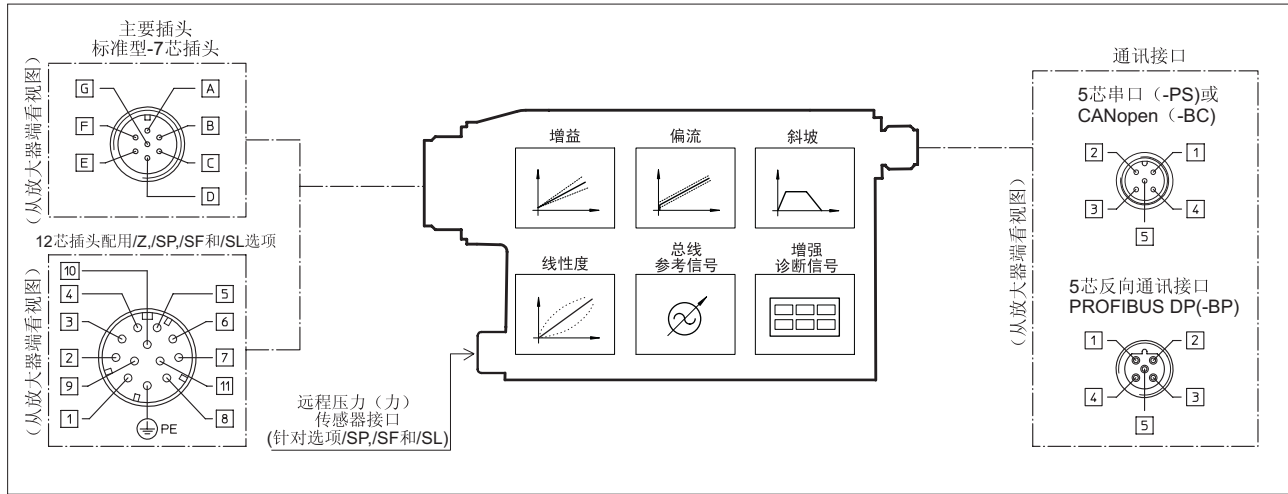 主要插头
标准型-7芯插头
（从放大器端看视图）
G
A
F
B
E
C
D
12芯插头配用/Z,/SP,/SF和/SL选项
（从放大器端看视图）
10
4
5
3
6
2
7
9
11
1
8
PE
增益
偏流
斜坡
线性度
总线
参考信号
增强
诊断信号
远程压力（力）
传感器接口
(针对选项/SP,/SF和/SL)
通讯接口
（从放大器端看视图）
5芯串口（-PS)或
CANopen（-BC)
2
1
3
4
5
5芯反向通讯接口
PROFIBUS DP(-BP)
1
2
4
3
5